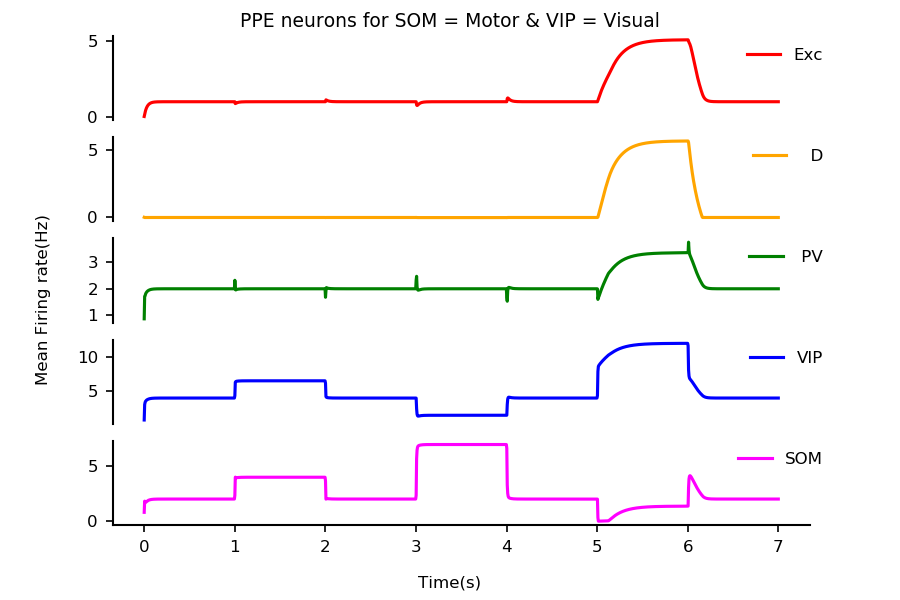 PPE neurons for SOM = Motor & VIP = Visual
5
0
Exc
5
0
D
3
2
1
PV
10
5
VIP
5
0
SOM
Mean Firing rate(Hz)
0 1 2 3 4 5 6 7
Time(s)